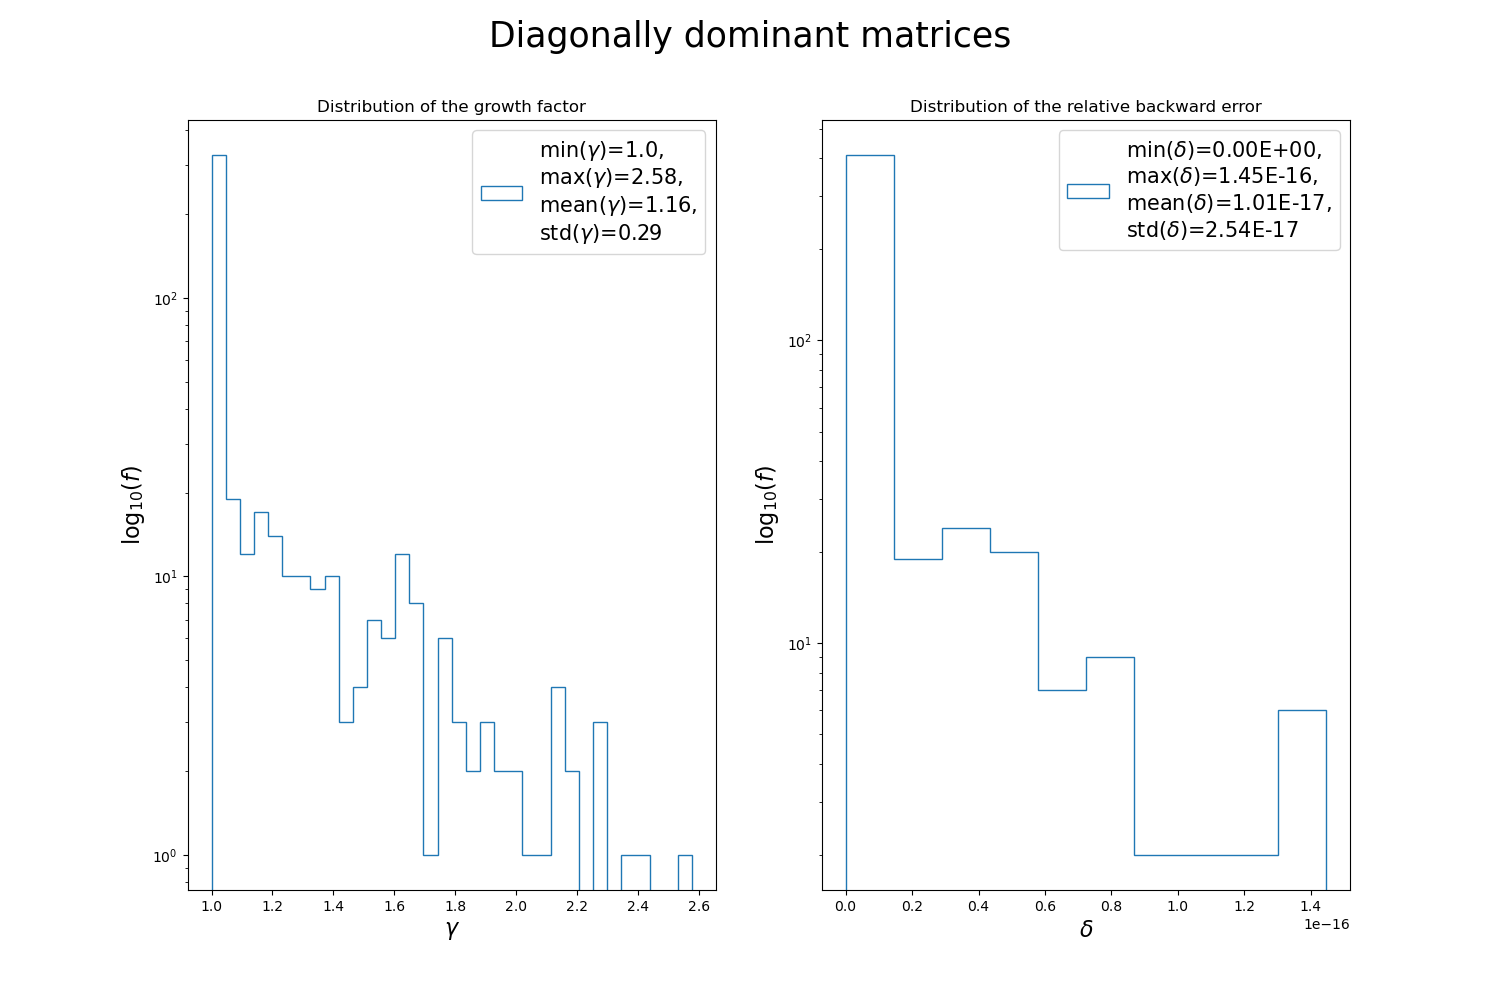 Diagonally dominant matrices
Distribution of the growth factor
min(γ)=1.0,
max(γ)=2.58,
mean(γ)=1.16,
std(γ)=0.29
10²
10¹
10⁰
log₁₀(f)
1.0 1.2 1.4 1.6 1.8 2.0 2.2 2.4 2.6
γ
Distribution of the relative backward error
min(δ)=0.00E+00,
max(δ)=1.45E-16,
mean(δ)=1.01E-17,
std(δ)=2.54E-17
10²
10¹
log₁₀(f)
0.0 0.2 0.4 0.6 0.8 1.0 1.2 1.4
1e−16
δ